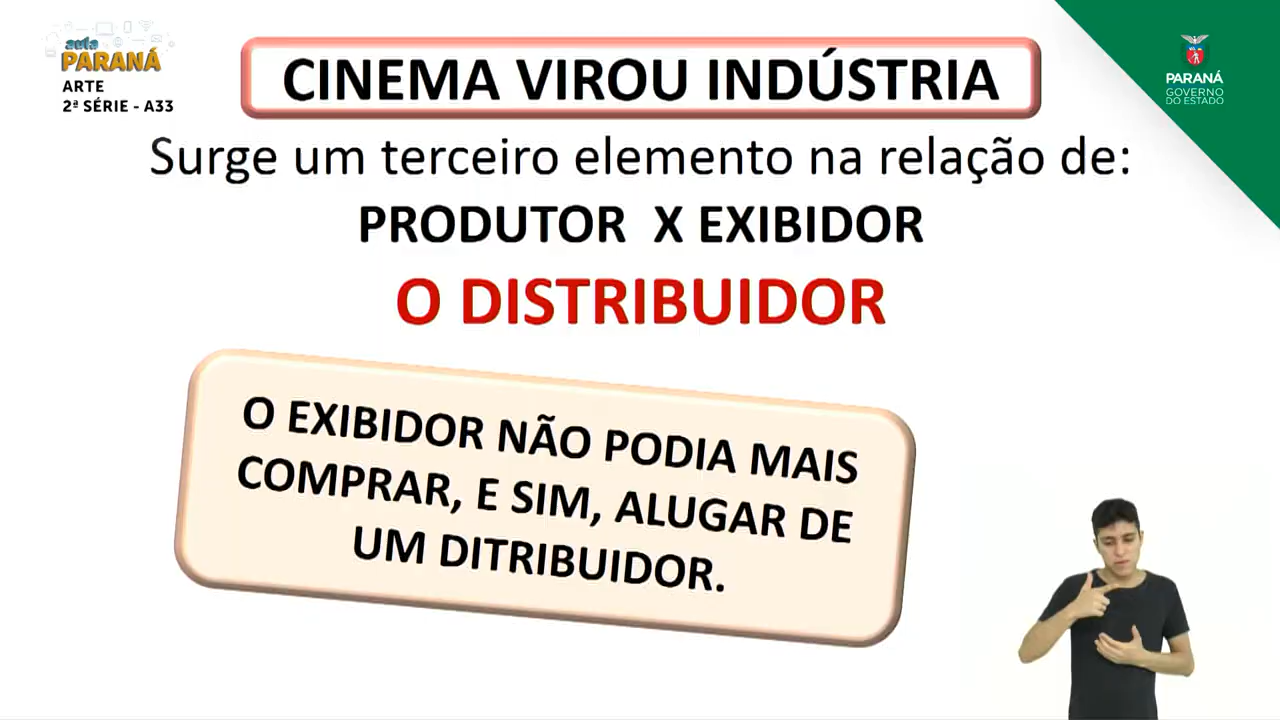 aula
PARANÁ
ARTE
2ª SÉRIE - A33
CINEMA VIROU INDÚSTRIA
PARANÁ
GOVERNO
DO ESTADO
Surge um terceiro elemento na relação de:
PRODUTOR X EXIBIDOR
O DISTRIBUIDOR
O EXIBIDOR NÃO PODIA MAIS
COMPRAR, E SIM, ALUGAR DE
UM DITRIBUIDOR.